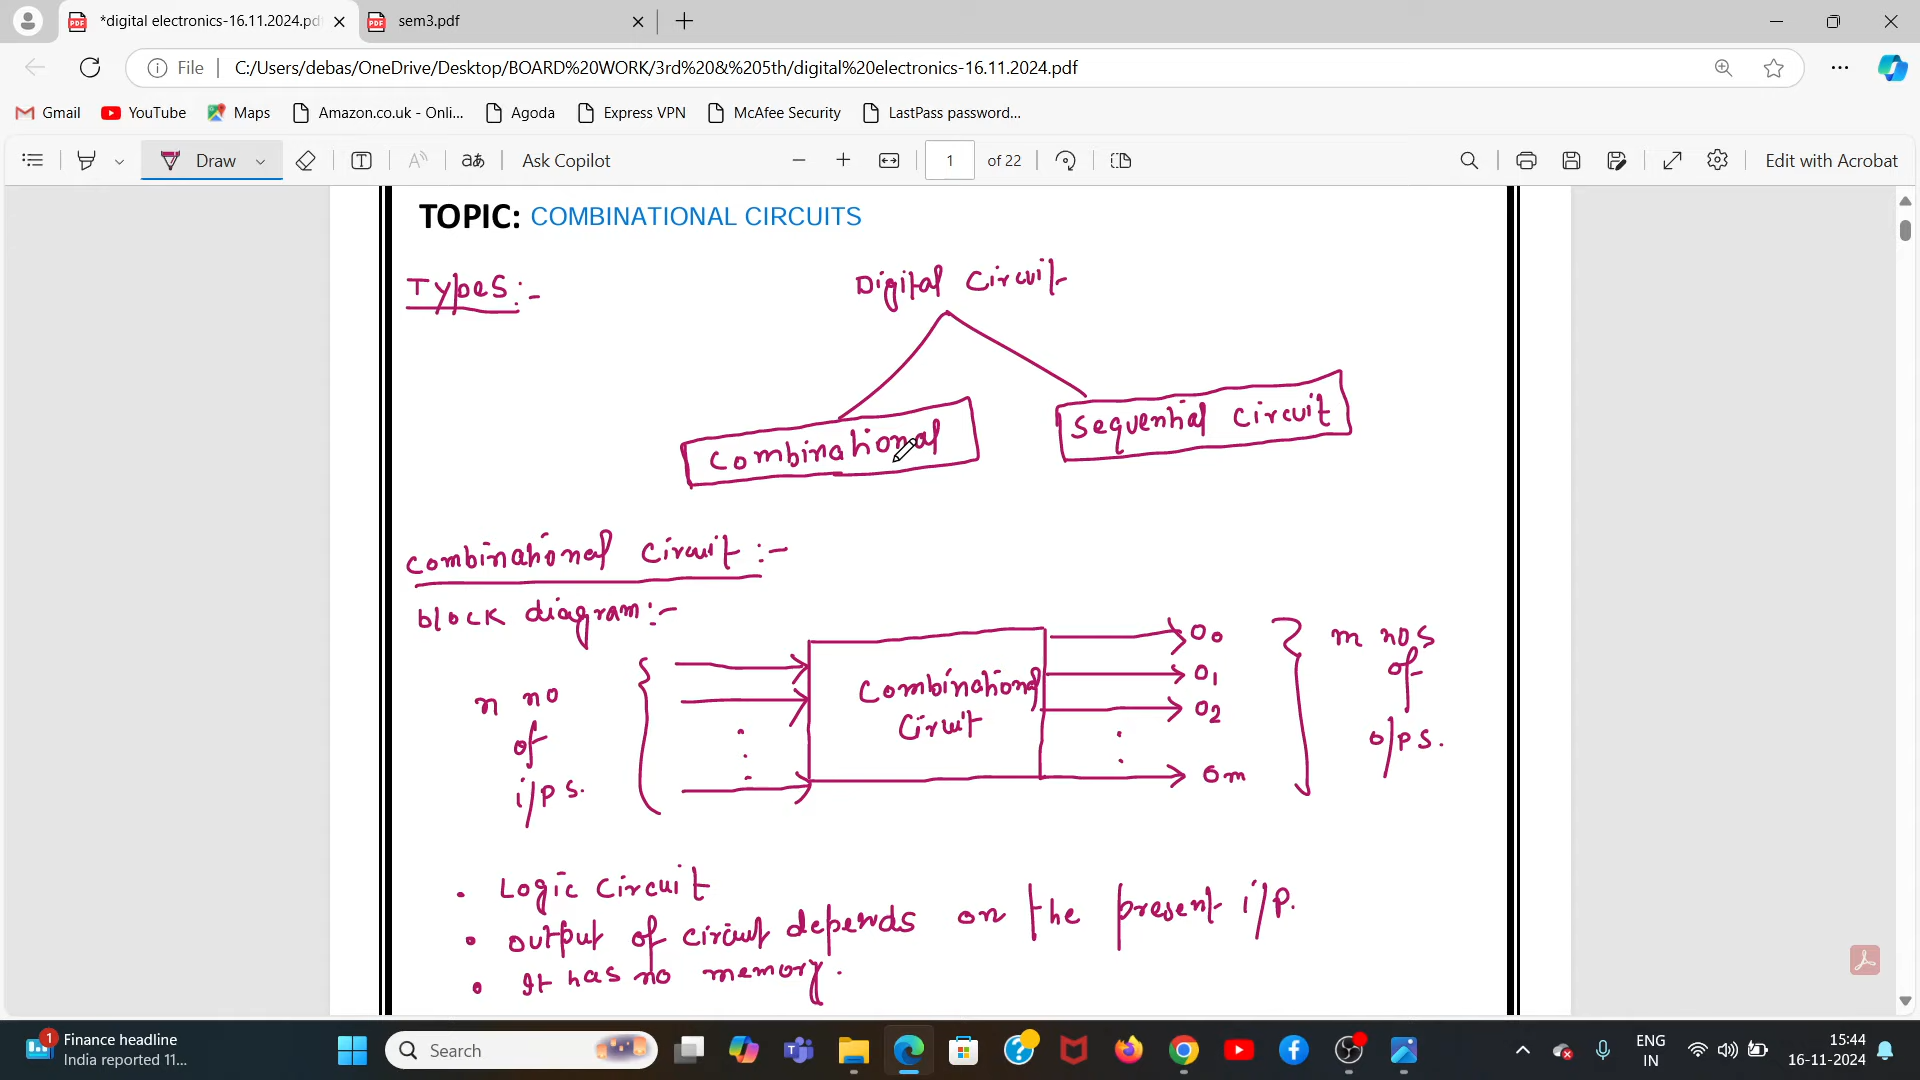 *digital electronics-16.11.2024.pd
sem3.pdf
File
C:/Users/debas/OneDrive/Desktop/BOARD%20WORK/3rd%20&%205th/digital%20electronics-16.11.2024.pdf
Gmail
YouTube
Maps
Amazon.co.uk - Onli...
Agoda
Express VPN
McAfee Security
LastPass password...
Draw
T
A
aあ
Ask Copilot
1
of 22
Edit with Acrobat
TOPIC: COMBINATIONAL CIRCUITS
Types:-
Digital Circuit
Combinational
Sequential Circuit
Combinational Circuit :-
block diagram:-
n no
of
i/ps.
Combinational
Circuit
O0
O1
O2
Om
m nos
of
o/ps.
• Logic Circuit
• output of circuit depends on the present i/p.
• It has no memory.
1
Finance headline
India reported 11...
Search
ENG
IN
15:44
16-11-2024